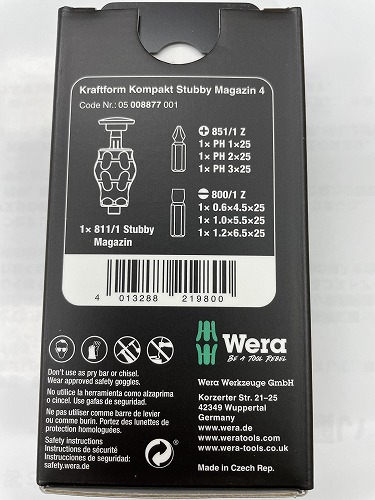 Kraftform Kompakt Stubby Magazin 4
Code Nr.: 05 008877 001
851/1 Z
1× PH 1×25
1× PH 2×25
1× PH 3×25
800/1 Z
1× 0.6×4.5×25
1× 1.0×5.5×25
1× 1.2×6.5×25
1× 811/1 Stubby
Magazin
4 013288 219800
Wera
BE A TOOL REBEL
Don't use as pry bar or chisel.
Wear approved safety goggles.
No utilice la herramienta como alzaprima
o cincel. Use gafas de seguridad.
Ne pas utiliser comme barre de levier
ou comme burin. Portez des lunettes de
protection homologuées.
Safety instructions
Instructions de sécurité
Instrucciones de seguridad:
safety.wera.de
Wera Werkzeuge GmbH
Korzerter Str. 21–25
42349 Wuppertal
Germany
www.wera.de
www.weratools.com
www.wera-tools.co.uk
Made in Czech Rep.